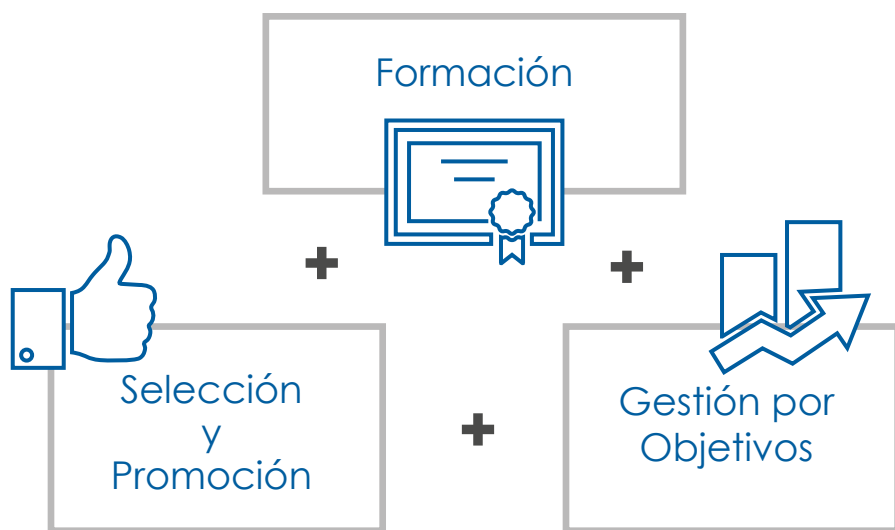 Formación
Selección
y
Promoción
Gestión por
Objetivos